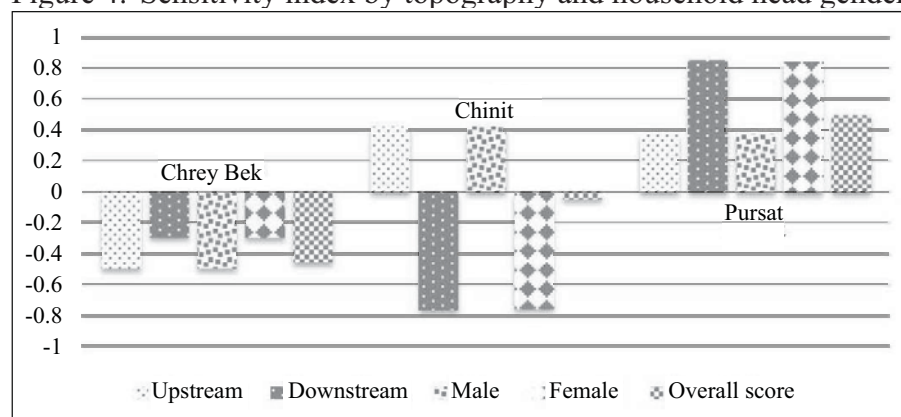 Figure 4: Sensitivity index by topography and household head gender
1
0.8
0.6
0.4
0.2
0
-0.2
-0.4
-0.6
-0.8
-1
Chrey Bek
Chinit
Pursat
Upstream Downstream Male Female Overall score